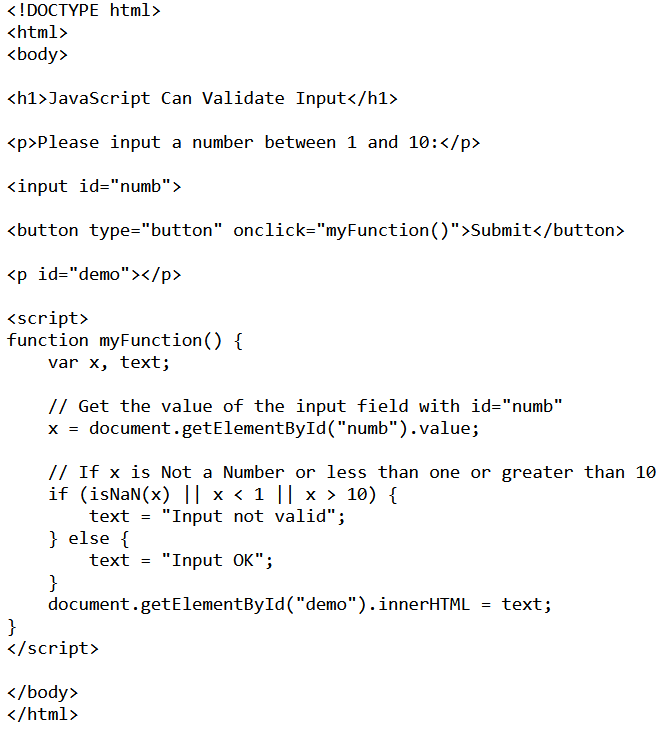 <!DOCTYPE html>
<html>
<body>

<h1>JavaScript Can Validate Input</h1>

<p>Please input a number between 1 and 10:</p>

<input id="numb">

<button type="button" onclick="myFunction()">Submit</button>

<p id="demo"></p>

<script>
function myFunction() {
    var x, text;

    // Get the value of the input field with id="numb"
    x = document.getElementById("numb").value;

    // If x is Not a Number or less than one or greater than 10
    if (isNaN(x) || x < 1 || x > 10) {
        text = "Input not valid";
    } else {
        text = "Input OK";
    }
    document.getElementById("demo").innerHTML = text;
}
</script>

</body>
</html>